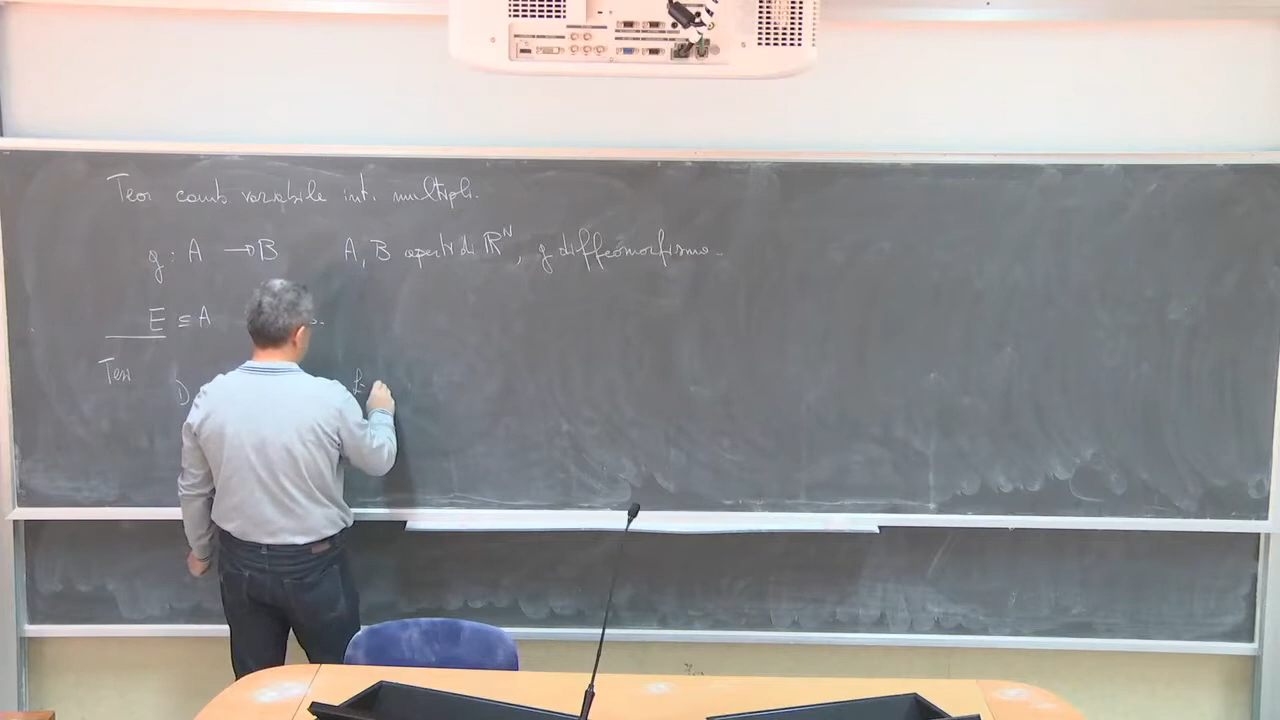 Teor camb variabile int. multipli.
g : A → B A, B aperti di ℝᴺ, g diffeomorfismo.
E ⊆ A
Tesi
D